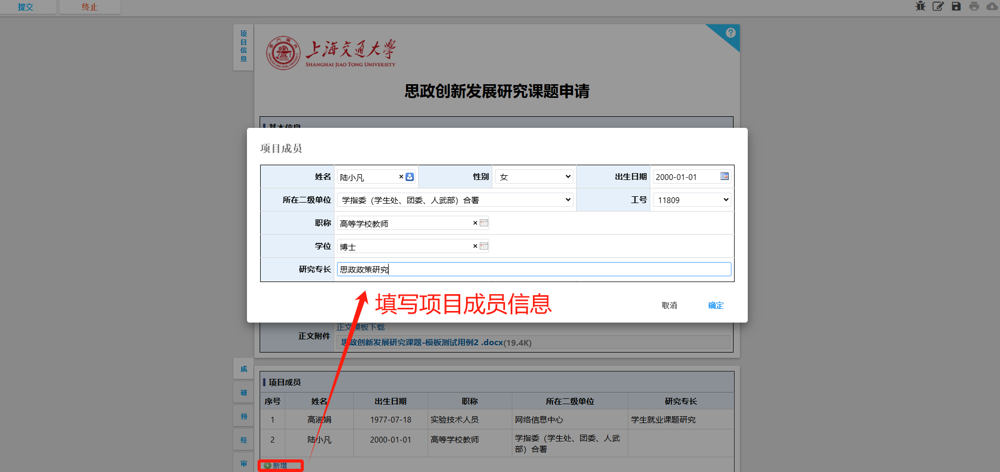 提交
终止
项目信息
上海交通大学
SHANGHAI JIAO TONG UNIVERSITY
?
思政创新发展研究课题申请
基本信息
项目成员
姓名 陆小凡 × 性别 女 出生日期 2000-01-01
所在二级单位 学指委（学生处、团委、人武部）合署 工号 11809
职称 高等学校教师 ×
学位 博士 ×
研究专长 思政政策研究
填写项目成员信息
取消 确定
正文附件 正文模板下载
思政创新发展研究课题-模板测试用例2 .docx(19.4K)
成
研
预
经
审
项目成员
序号 姓名 出生日期 职称 所在二级单位 研究专长
1 高淑娟 1977-07-18 实验技术人员 网络信息中心 学生就业课题研究
2 陆小凡 2000-01-01 高等学校教师 学指委（学生处、团委、人武
部）合署
新增